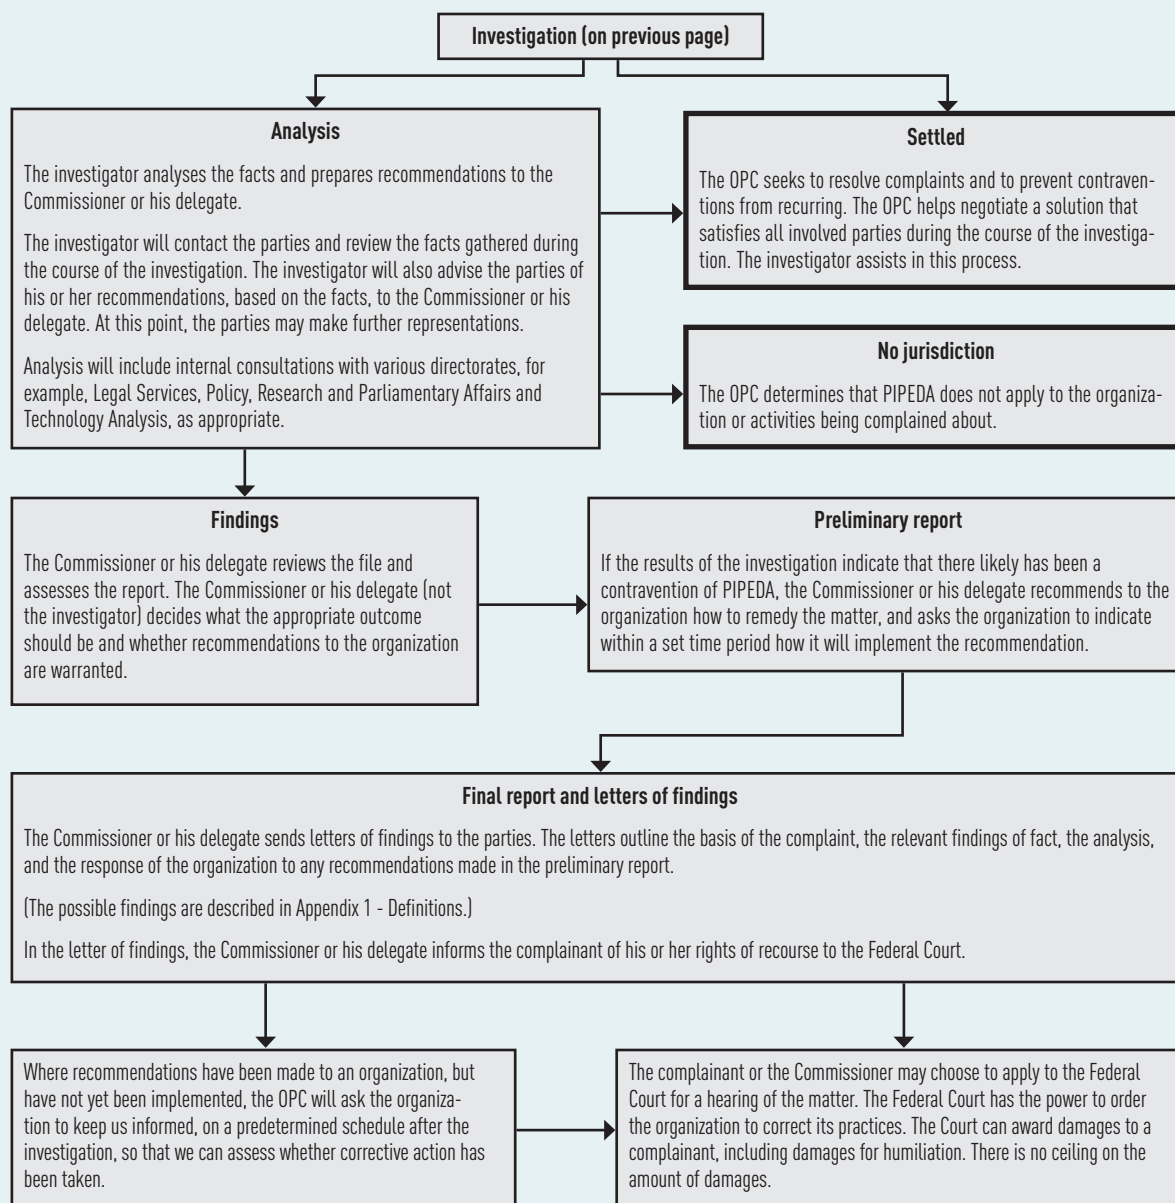 Investigation (on previous page)
Analysis
The investigator analyses the facts and prepares recommendations to the
Commissioner or his delegate.
The investigator will contact the parties and review the facts gathered during
the course of the investigation. The investigator will also advise the parties of
his or her recommendations, based on the facts, to the Commissioner or his
delegate. At this point, the parties may make further representations.
Analysis will include internal consultations with various directorates, for
example, Legal Services, Policy, Research and Parliamentary Affairs and
Technology Analysis, as appropriate.
Settled
The OPC seeks to resolve complaints and to prevent contraven-
tions from recurring. The OPC helps negotiate a solution that
satisfies all involved parties during the course of the investiga-
tion. The investigator assists in this process.
No jurisdiction
The OPC determines that PIPEDA does not apply to the organiza-
tion or activities being complained about.
Findings
The Commissioner or his delegate reviews the file and
assesses the report. The Commissioner or his delegate (not
the investigator) decides what the appropriate outcome
should be and whether recommendations to the organization
are warranted.
Preliminary report
If the results of the investigation indicate that there likely has been a
contravention of PIPEDA, the Commissioner or his delegate recommends to the
organization how to remedy the matter, and asks the organization to indicate
within a set time period how it will implement the recommendation.
Final report and letters of findings
The Commissioner or his delegate sends letters of findings to the parties. The letters outline the basis of the complaint, the relevant findings of fact, the analysis,
and the response of the organization to any recommendations made in the preliminary report.
(The possible findings are described in Appendix 1 - Definitions.)
In the letter of findings, the Commissioner or his delegate informs the complainant of his or her rights of recourse to the Federal Court.
Where recommendations have been made to an organization, but
have not yet been implemented, the OPC will ask the organiza-
tion to keep us informed, on a predetermined schedule after the
investigation, so that we can assess whether corrective action has
been taken.
The complainant or the Commissioner may choose to apply to the Federal
Court for a hearing of the matter. The Federal Court has the power to order
the organization to correct its practices. The Court can award damages to a
complainant, including damages for humiliation. There is no ceiling on the
amount of damages.